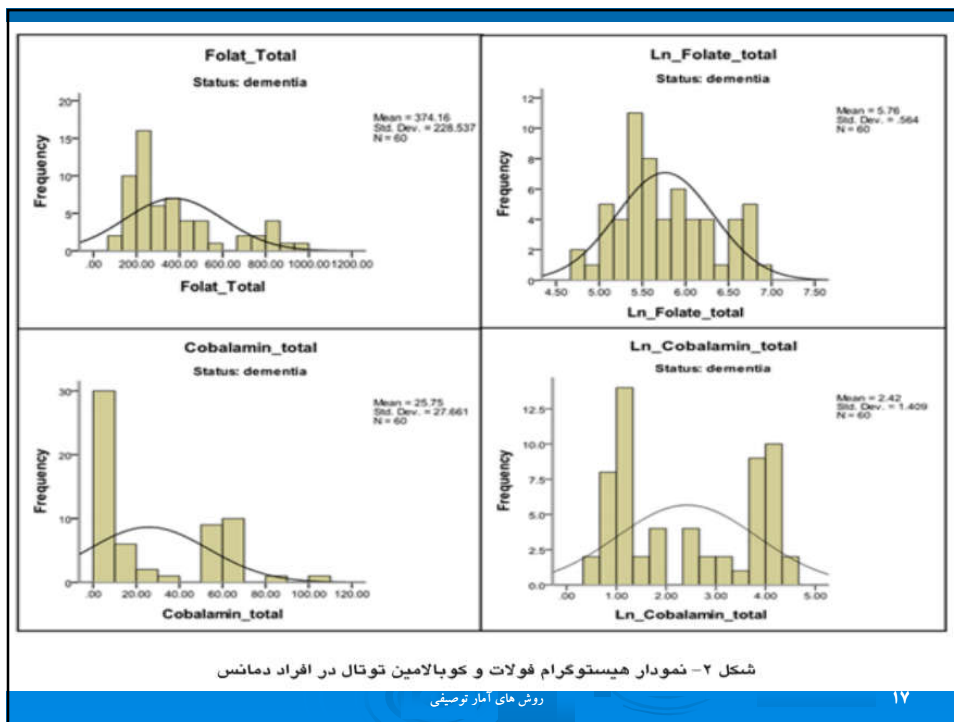 Folat_Total
Status: dementia
Mean = 374.16
Std. Dev. = 228.537
N = 60
Frequency
20
15
10
5
0
.00 200.00 400.00 600.00 800.00 1000.00 1200.00
Folat_Total
Ln_Folate_total
Status: dementia
Mean = 5.76
Std. Dev. = .564
N = 60
Frequency
12
10
8
6
4
2
0
4.50 5.00 5.50 6.00 6.50 7.00 7.50
Ln_Folate_total
Cobalamin_total
Status: dementia
Mean = 25.75
Std. Dev. = 27.661
N = 60
Frequency
30
20
10
0
.00 20.00 40.00 60.00 80.00 100.00 120.00
Cobalamin_total
Ln_Cobalamin_total
Status: dementia
Mean = 2.42
Std. Dev. = 1.409
N = 60
Frequency
12.5
10.0
7.5
5.0
2.5
0.0
.00 1.00 2.00 3.00 4.00 5.00
Ln_Cobalamin_total
شکل ۲- نمودار هیستوگرام فولات و کوبالامین توتال در افراد دمانس
روش های آمار توصیفی
۱۷